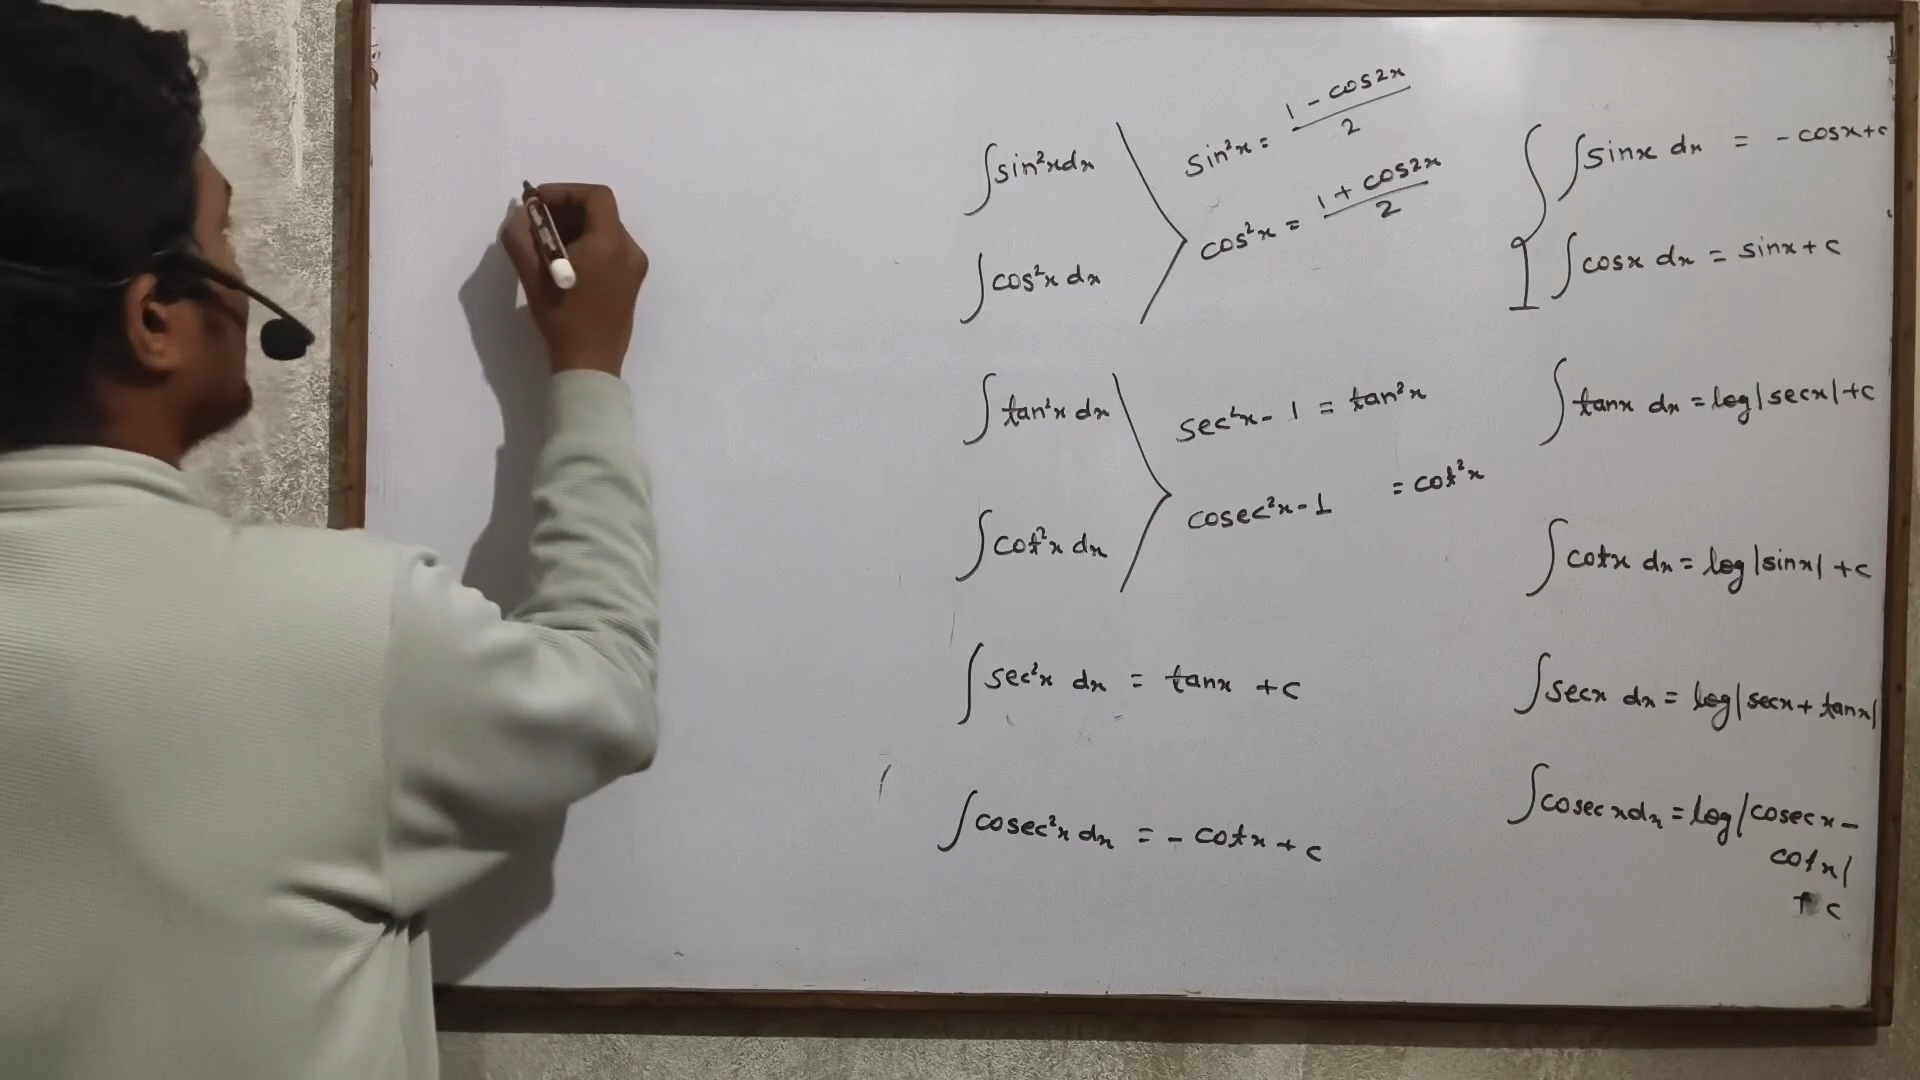 ∫sin²x dx
∫cos²x dx
sin²x = (1 - cos2x)/2
cos²x = (1 + cos2x)/2
∫tan²x dx
∫cot²x dx
sec²x - 1 = tan²x
cosec²x - 1 = cot²x
∫sec²x dx = tanx + c
∫cosec²x dx = - cotx + c
∫sinx dx = - cosx + c
∫cosx dx = sinx + c
∫tanx dx = log|secx| + c
∫cotx dx = log|sinx| + c
∫secx dx = log|secx + tanx|
∫cosec x dx = log|cosec x -
cotx|
+ c